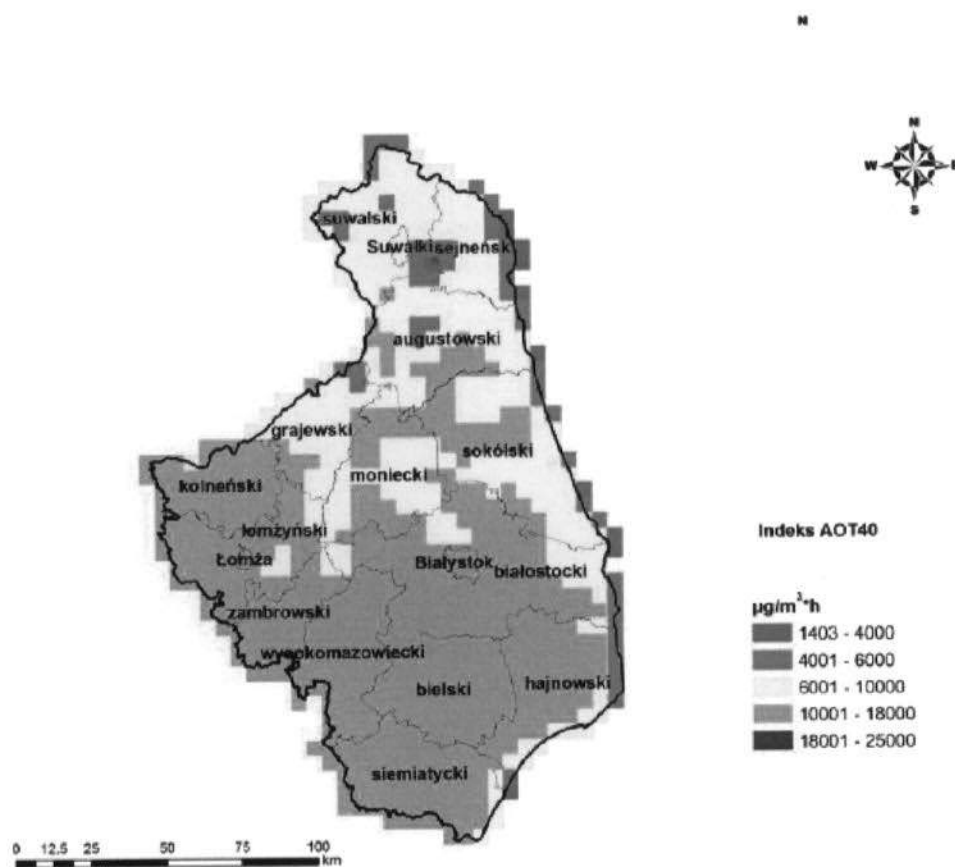 N
N
W E
S
suwalski
Suwałki sejneńsk
augustowski
grajewski
sokólski
moniecki
kolneński
łomżyński
Łomża
Białystok
białostocki
zambrowski
wysokomazowiecki
bielski
hajnowski
siemiatycki
Indeks AOT40
µg/m³*h
1403 - 4000
4001 - 6000
6001 - 10000
10001 - 18000
18001 - 25000
0 12,5 25 50 75 100
km